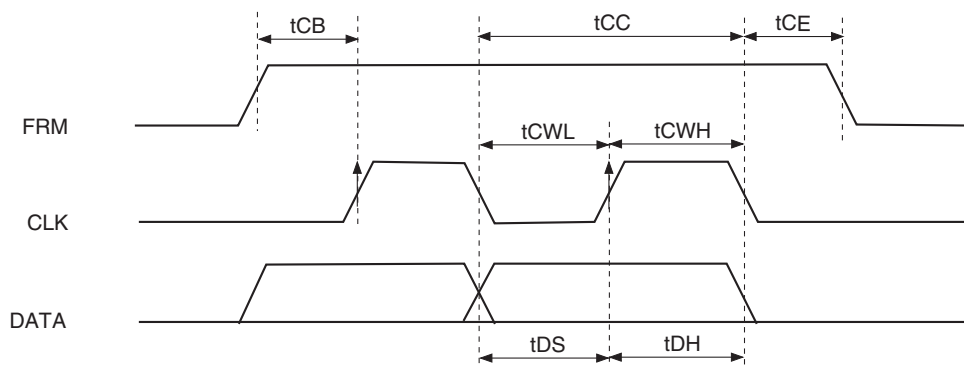 tCB tCC tCE
FRM
tCWL tCWH
CLK
DATA
tDS tDH